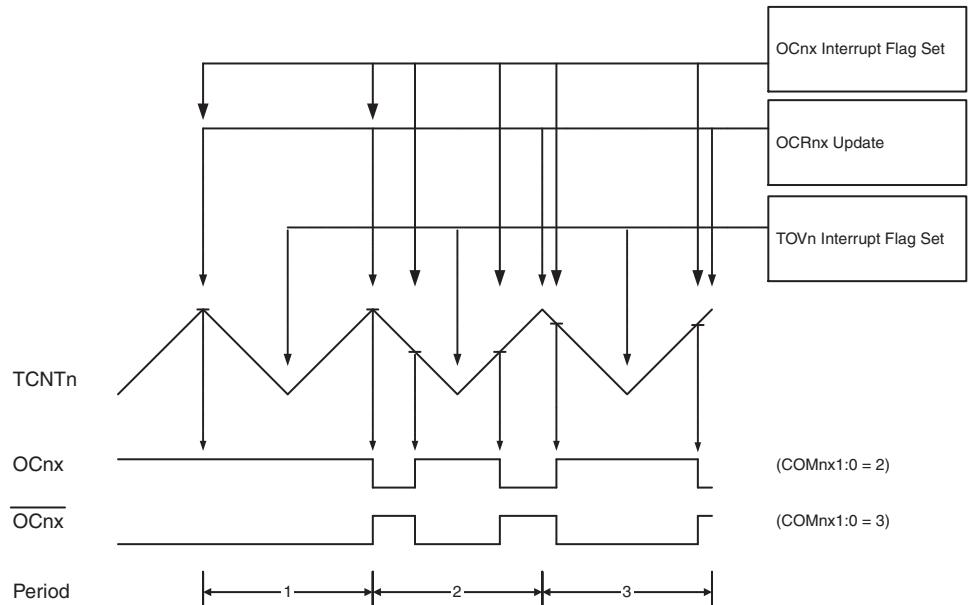 OCnx Interrupt Flag Set
OCRnx Update
TOVn Interrupt Flag Set
TCNTn
OCnx
(COMnx1:0 = 2)
OCnx
(COMnx1:0 = 3)
Period
1
2
3